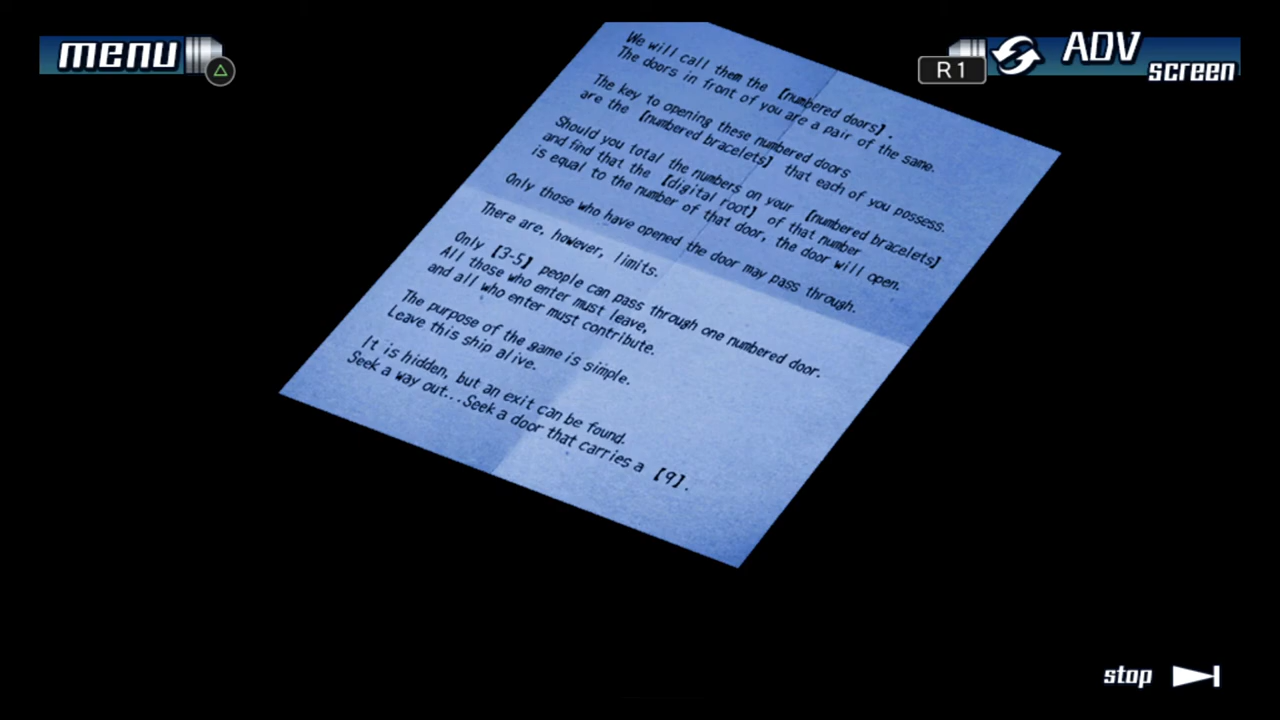 menu
R1
ADV
screen
We will call them the【numbered doors】.
The doors in front of you are a pair of the same.
The key to opening these numbered doors
are the【numbered bracelets】that each of you possess.
Should you total the numbers on your【numbered bracelets】
and find that the【digital root】of that number
is equal to the number of that door, the door will open.
Only those who have opened the door may pass through.
There are, however, limits.
Only【3-5】people can pass through one numbered door.
All those who enter must leave,
and all who enter must contribute.
The purpose of the game is simple.
Leave this ship alive.
It is hidden, but an exit can be found.
Seek a way out...Seek a door that carries a【9】.
stop